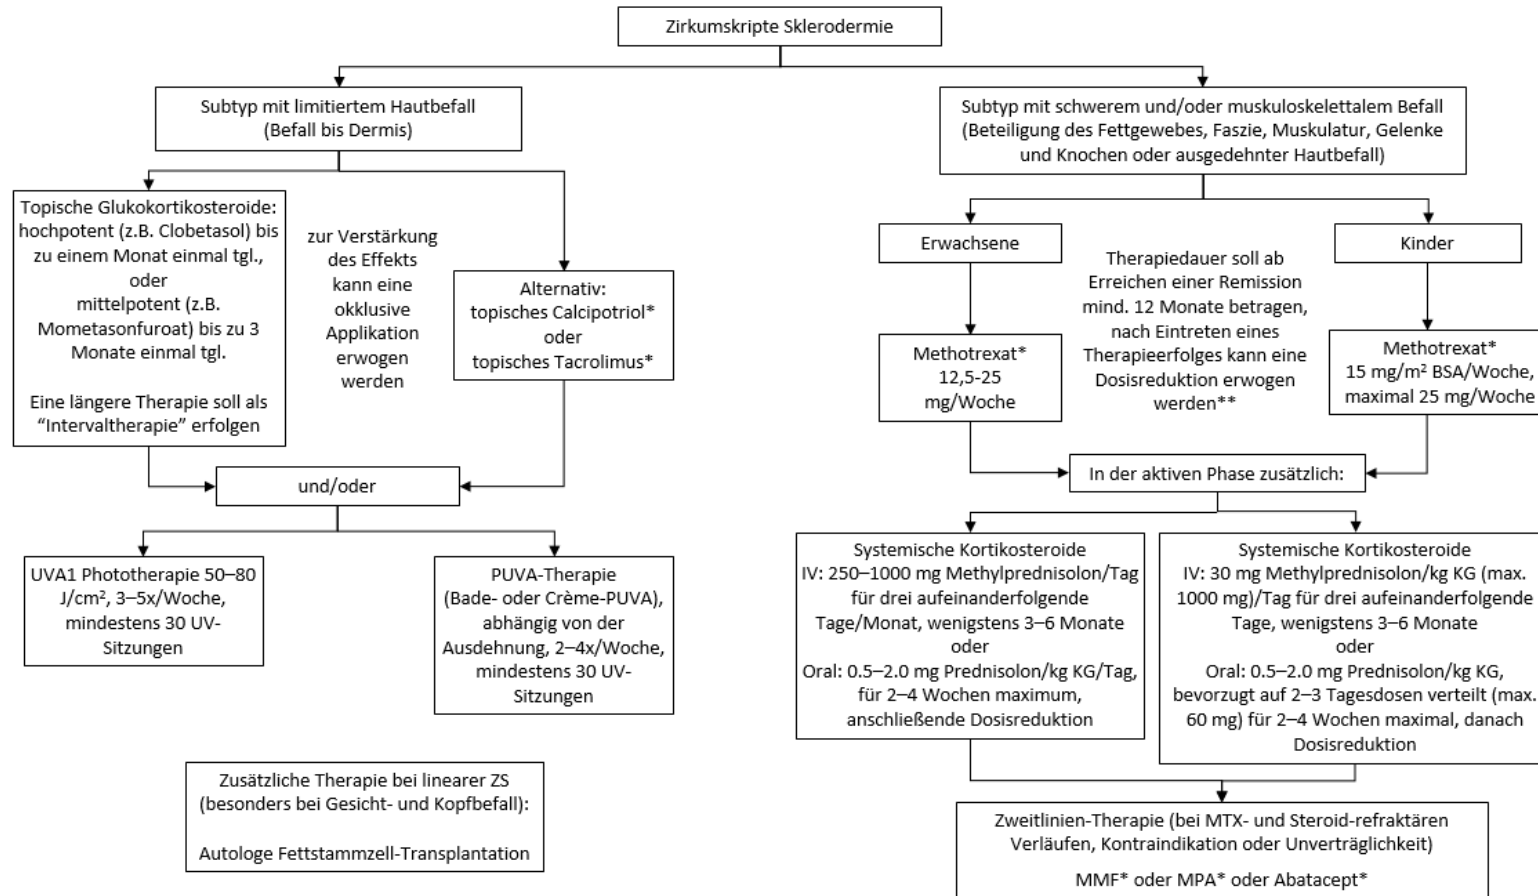 Zirkumskripte Sklerodermie
Subtyp mit limitiertem Hautbefall
(Befall bis Dermis)
Subtyp mit schwerem und/oder muskuloskelettalem Befall
(Beteiligung des Fettgewebes, Faszie, Muskulatur, Gelenke
und Knochen oder ausgedehnter Hautbefall)
Topische Glukokortikosteroide:
hochpotent (z.B. Clobetasol) bis
zu einem Monat einmal tgl.,
oder
mittelpotent (z.B.
Mometasonfuroat) bis zu 3
Monate einmal tgl.
Eine längere Therapie soll als
“Intervaltherapie” erfolgen
zur Verstärkung
des Effekts
kann eine
okklusive
Applikation
erwogen
werden
Alternativ:
topisches Calcipotriol*
oder
topisches Tacrolimus*
und/oder
UVA1 Phototherapie 50–80
J/cm², 3–5x/Woche,
mindestens 30 UV-
Sitzungen
PUVA-Therapie
(Bade- oder Crème-PUVA),
abhängig von der
Ausdehnung, 2–4x/Woche,
mindestens 30 UV-
Sitzungen
Zusätzliche Therapie bei linearer ZS
(besonders bei Gesicht- und Kopfbefall):
Autologe Fettstammzell-Transplantation
Erwachsene
Kinder
Therapiedauer soll ab
Erreichen einer Remission
mind. 12 Monate betragen,
nach Eintreten eines
Therapieerfolges kann eine
Dosisreduktion erwogen
werden**
Methotrexat*
12,5-25
mg/Woche
Methotrexat*
15 mg/m² BSA/Woche,
maximal 25 mg/Woche
In der aktiven Phase zusätzlich:
Systemische Kortikosteroide
IV: 250–1000 mg Methylprednisolon/Tag
für drei aufeinanderfolgende
Tage/Monat, wenigstens 3–6 Monate
oder
Oral: 0.5–2.0 mg Prednisolon/kg KG/Tag,
für 2–4 Wochen maximum,
anschließende Dosisreduktion
Systemische Kortikosteroide
IV: 30 mg Methylprednisolon/kg KG (max.
1000 mg)/Tag für drei aufeinanderfolgende
Tage, wenigstens 3–6 Monate
oder
Oral: 0.5–2.0 mg Prednisolon/kg KG,
bevorzugt auf 2–3 Tagesdosen verteilt (max.
60 mg) für 2–4 Wochen maximal, danach
Dosisreduktion
Zweitlinien-Therapie (bei MTX- und Steroid-refraktären
Verläufen, Kontraindikation oder Unverträglichkeit)
MMF* oder MPA* oder Abatacept*